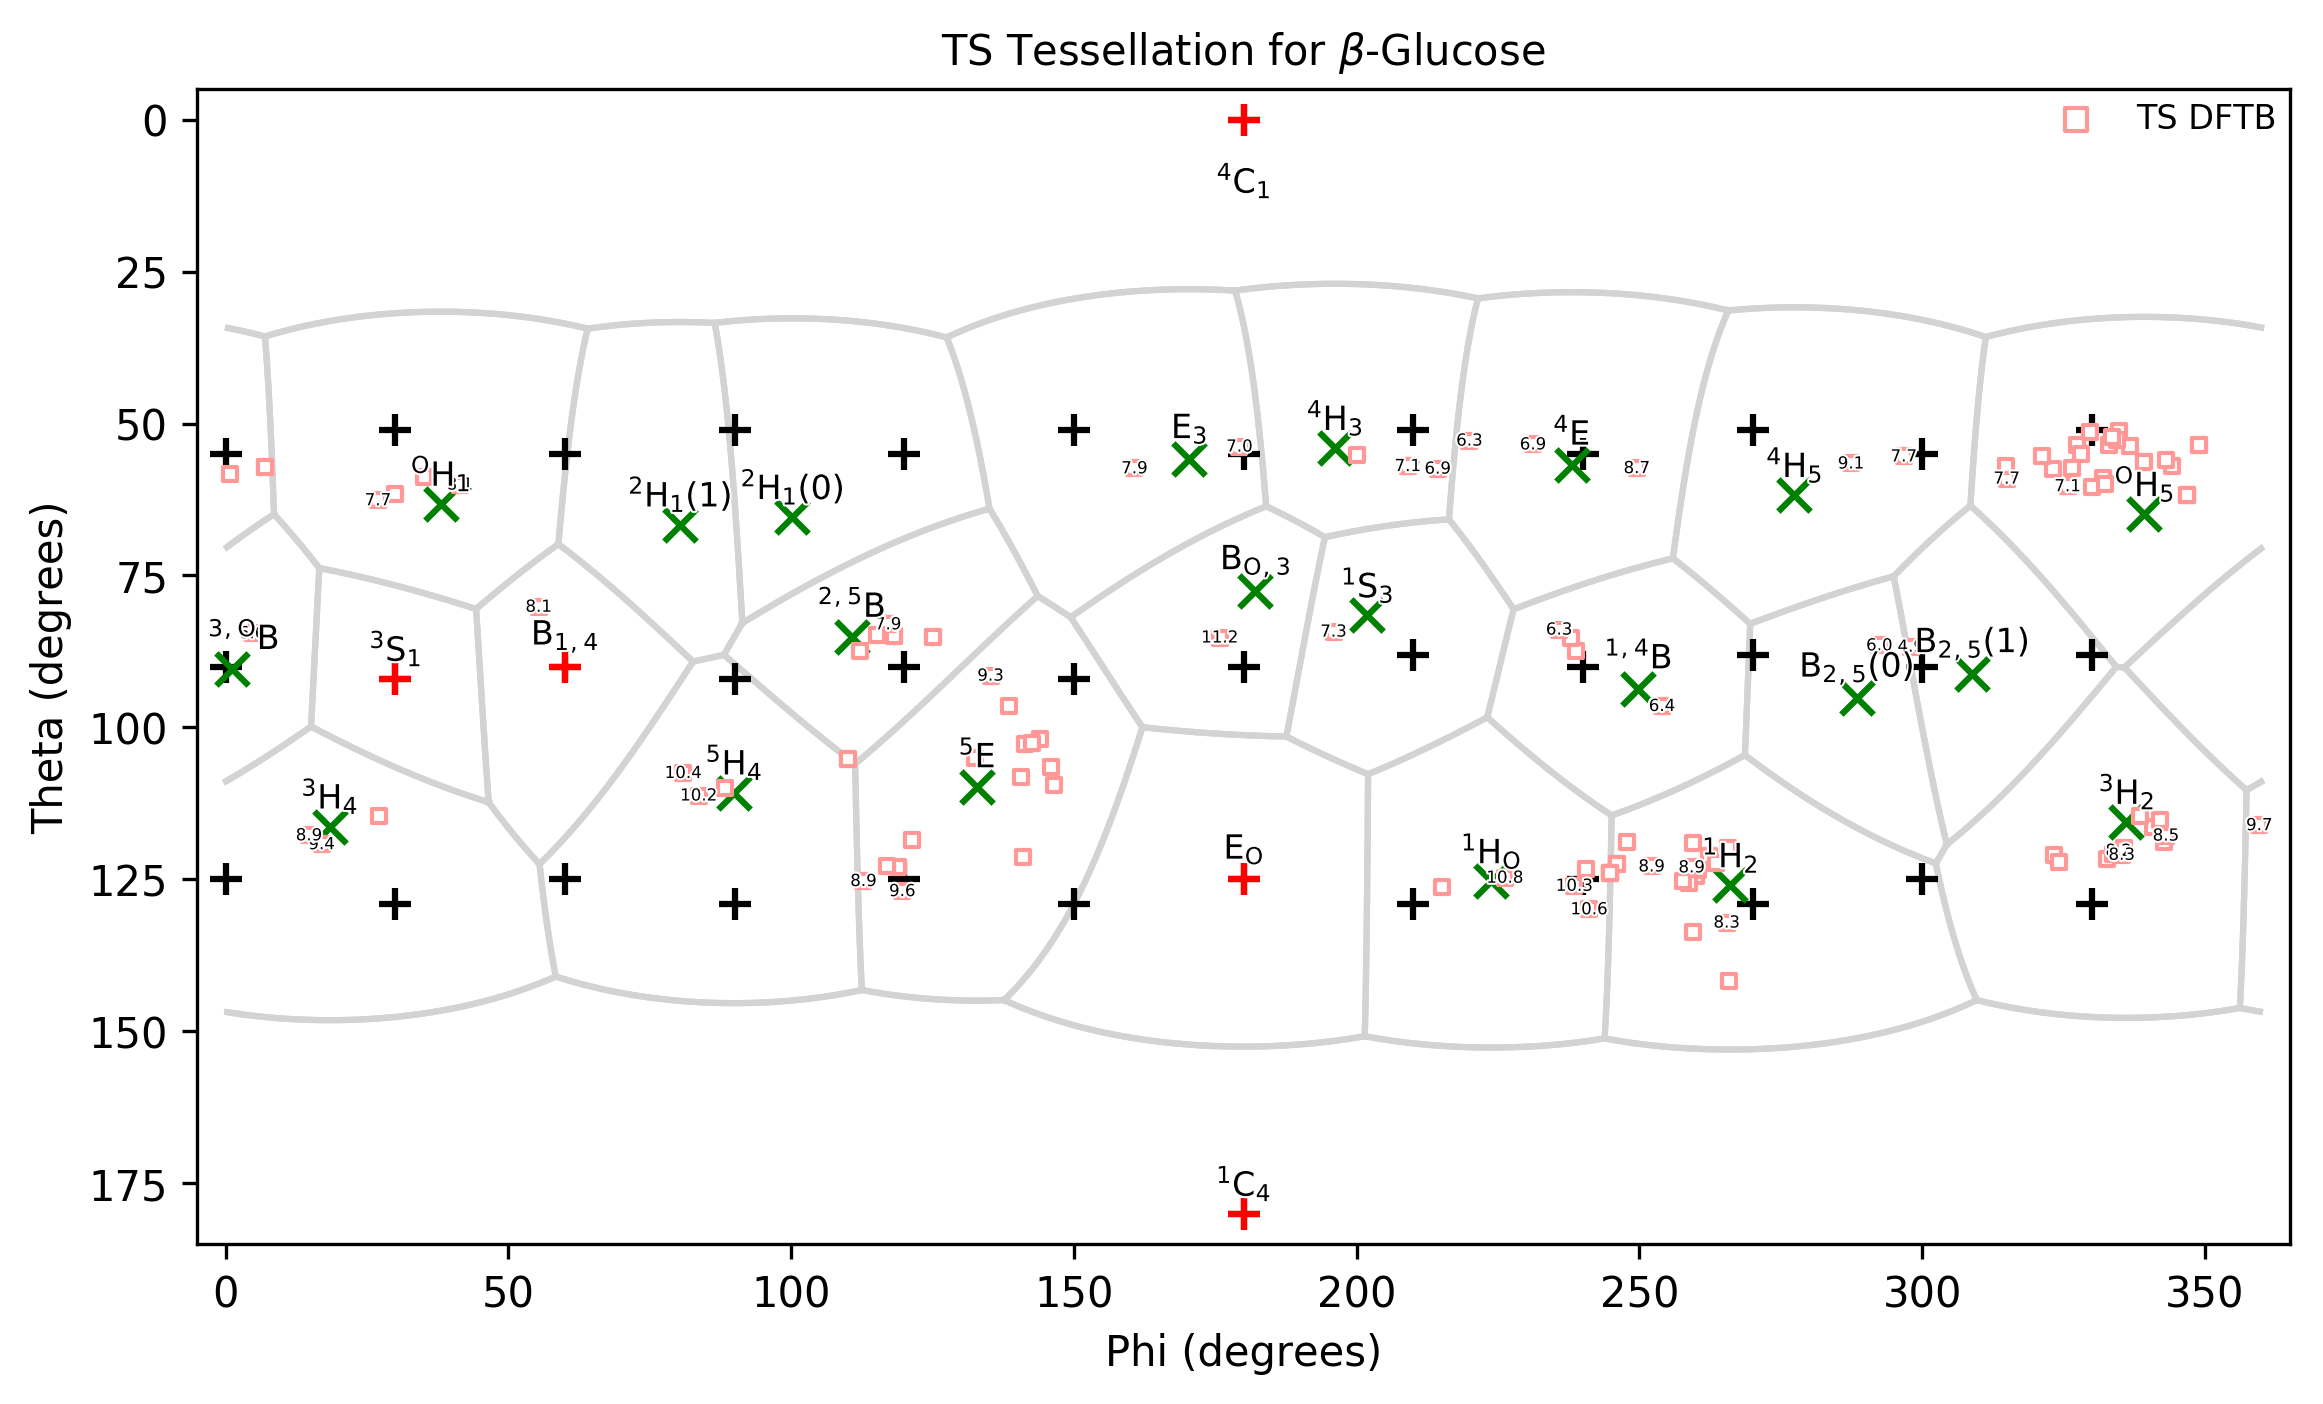 TS Tessellation for β-Glucose
TS DFTB
⁴C₁
E₃
7.9
7.0
⁴H₃
7.1
6.9
6.3
⁴E
6.9
8.7
⁴H₅
9.1
7.7
ᴼH₅
7.7
7.1
ᴼH₁
7.7
²H₁(1)
²H₁(0)
B_O,3
11.2
¹S₃
7.3
2,5B
7.9
3,OB
³S₁
8.1
B₁,₄
6.3
1,4B
6.4
B₂,₅(0)
6.0
B₂,₅(1)
9.3
⁵E
⁵H₄
10.4
10.2
³H₄
8.9
9.4
8.9
9.6
E_O
¹H_O
10.8
10.3
10.6
8.9
8.9
¹H₂
8.3
³H₂
8.5
8.3
9.7
¹C₄
0
25
50
75
100
125
150
175
Theta (degrees)
0
50
100
150
200
250
300
350
Phi (degrees)